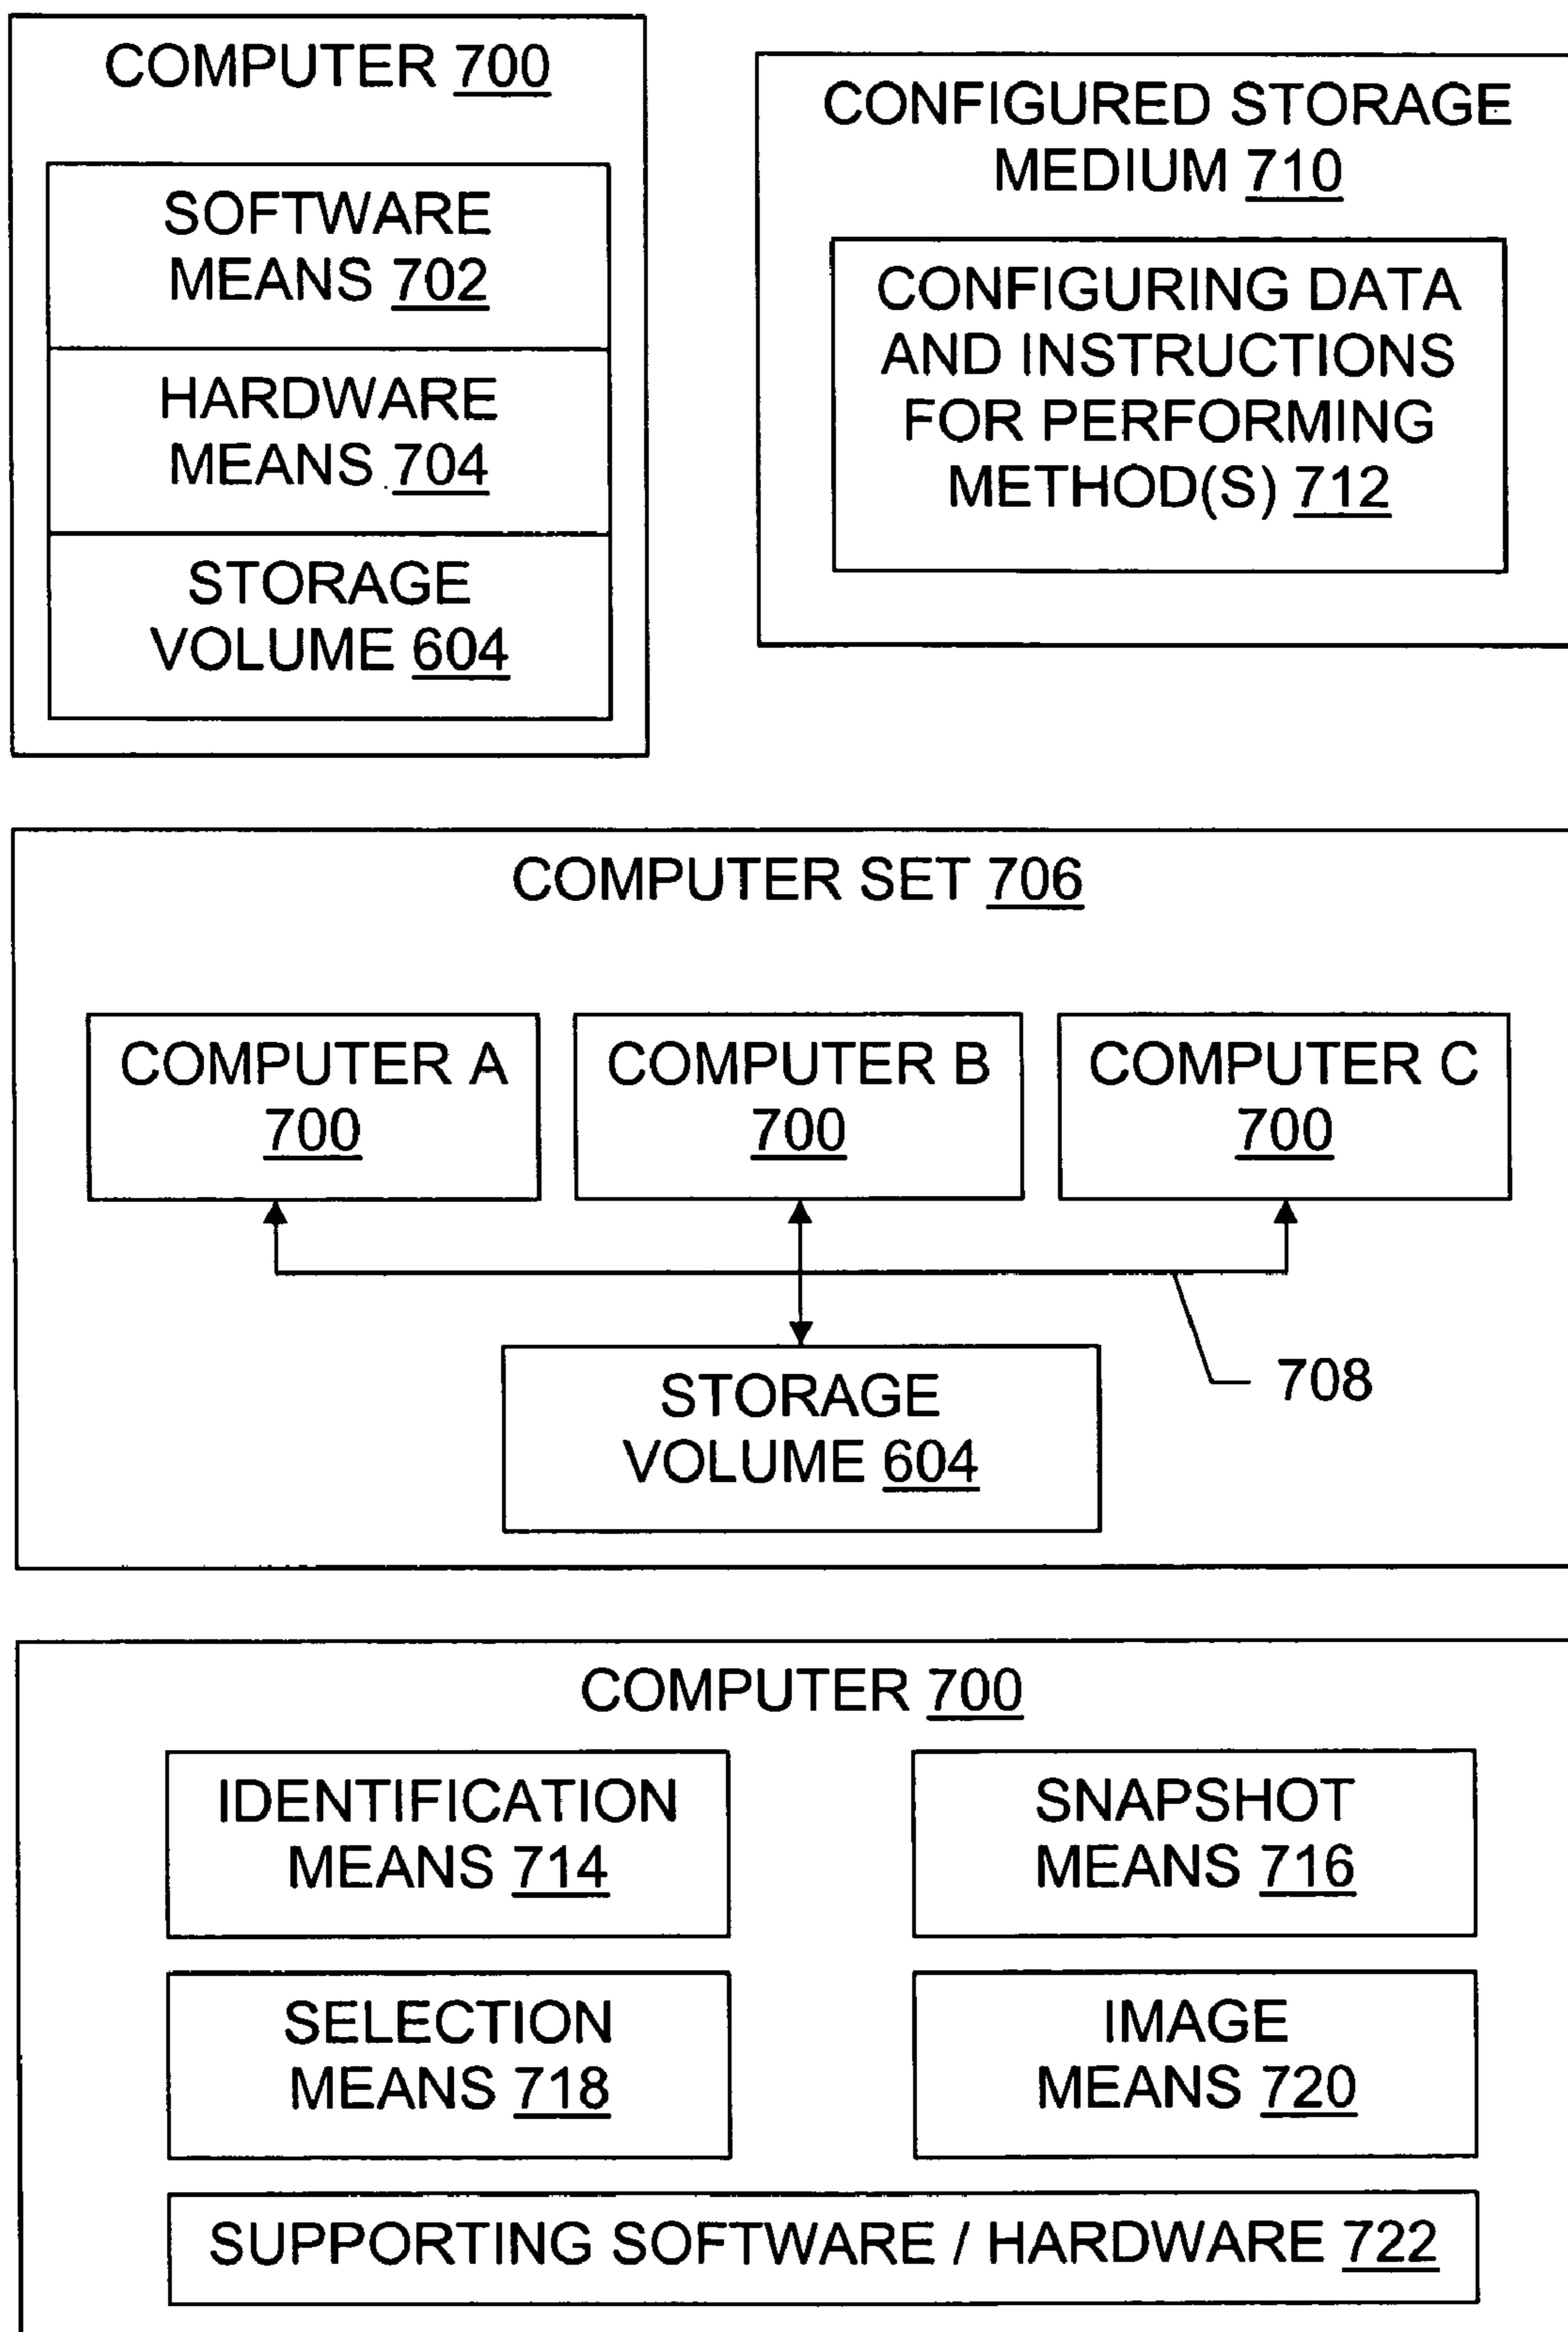 COMPUTER 700
SOFTWARE
MEANS 702
HARDWARE
MEANS 704
STORAGE
VOLUME 604
CONFIGURED STORAGE
MEDIUM 710
CONFIGURING DATA
AND INSTRUCTIONS
FOR PERFORMING
METHOD(S) 712
COMPUTER SET 706
COMPUTER A
700
COMPUTER B
700
COMPUTER C
700
708
STORAGE
VOLUME 604
COMPUTER 700
IDENTIFICATION
MEANS 714
SNAPSHOT
MEANS 716
SELECTION
MEANS 718
IMAGE
MEANS 720
SUPPORTING SOFTWARE / HARDWARE 722